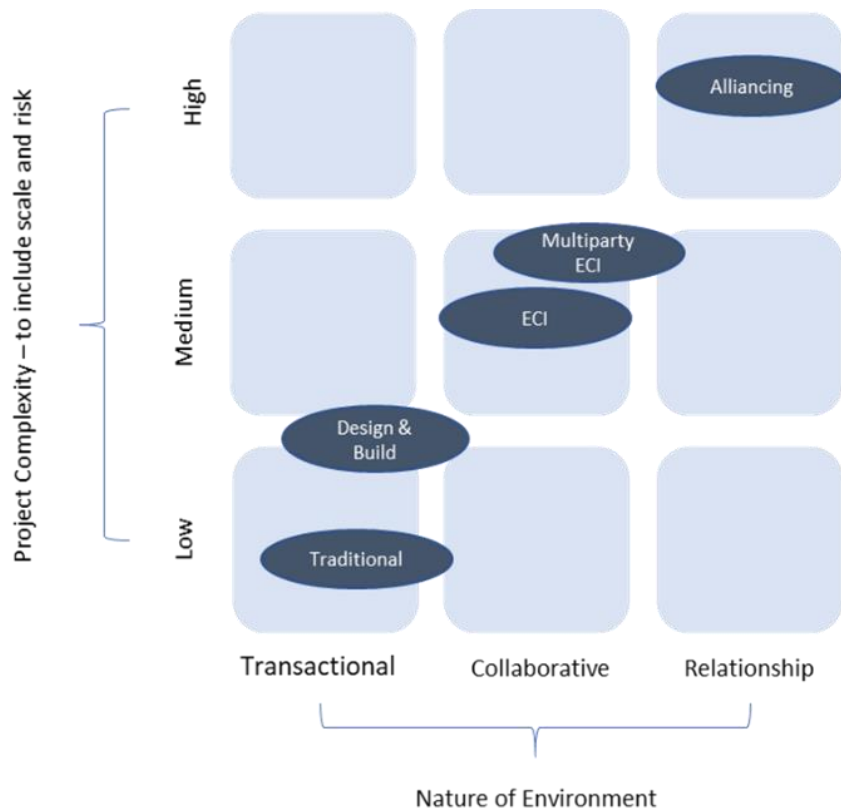 Project Complexity – to include scale and risk
High
Alliancing
Medium
Multiparty
ECI
ECI
Design &
Build
Low
Traditional
Transactional
Collaborative
Relationship
Nature of Environment